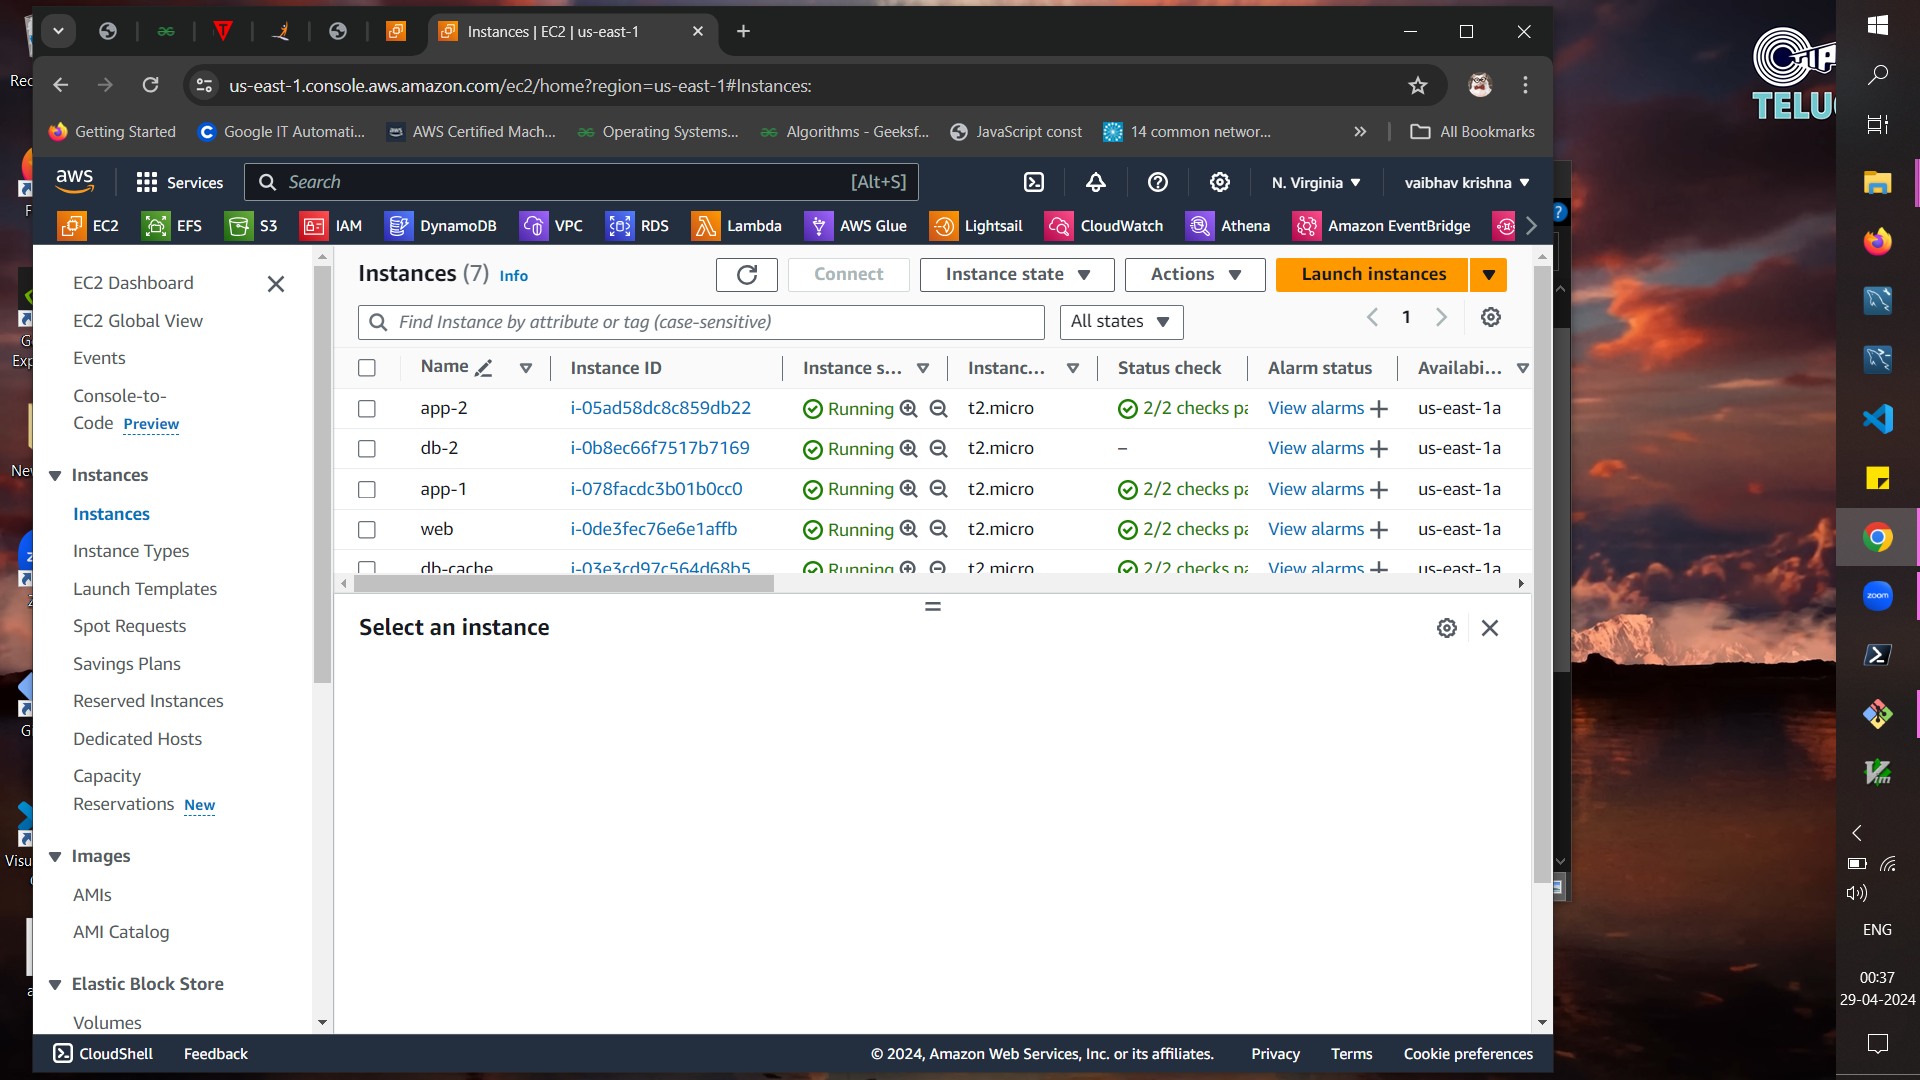 Instances | EC2 | us-east-1
us-east-1.console.aws.amazon.com/ec2/home?region=us-east-1#Instances:
Getting Started
Google IT Automati...
AWS Certified Mach...
Operating Systems...
Algorithms - Geeksf...
JavaScript const
14 common networ...
All Bookmarks
aws
Services
Search
[Alt+S]
N. Virginia
vaibhav krishna
EC2
EFS
S3
IAM
DynamoDB
VPC
RDS
Lambda
AWS Glue
Lightsail
CloudWatch
Athena
Amazon EventBridge
EC2 Dashboard
EC2 Global View
Events
Console-to-
Code Preview
Instances
Instances
Instance Types
Launch Templates
Spot Requests
Savings Plans
Reserved Instances
Dedicated Hosts
Capacity
Reservations New
Images
AMIs
AMI Catalog
Elastic Block Store
Volumes
Instances (7) Info
Connect
Instance state
Actions
Launch instances
Find Instance by attribute or tag (case-sensitive)
All states
1
Name Instance ID Instance s... Instanc... Status check Alarm status Availabi...
app-2 i-05ad58dc8c859db22 Running t2.micro 2/2 checks pa View alarms us-east-1a
db-2 i-0b8ec66f7517b7169 Running t2.micro – View alarms us-east-1a
app-1 i-078facdc3b01b0cc0 Running t2.micro 2/2 checks pa View alarms us-east-1a
web i-0de3fec76e6e1affb Running t2.micro 2/2 checks pa View alarms us-east-1a
db-cache i-03e3cd97c564d68b5 Running t2.micro 2/2 checks pa View alarms us-east-1a
Select an instance
CloudShell
Feedback
© 2024, Amazon Web Services, Inc. or its affiliates.
Privacy
Terms
Cookie preferences
zoom
ENG
00:37
29-04-2024